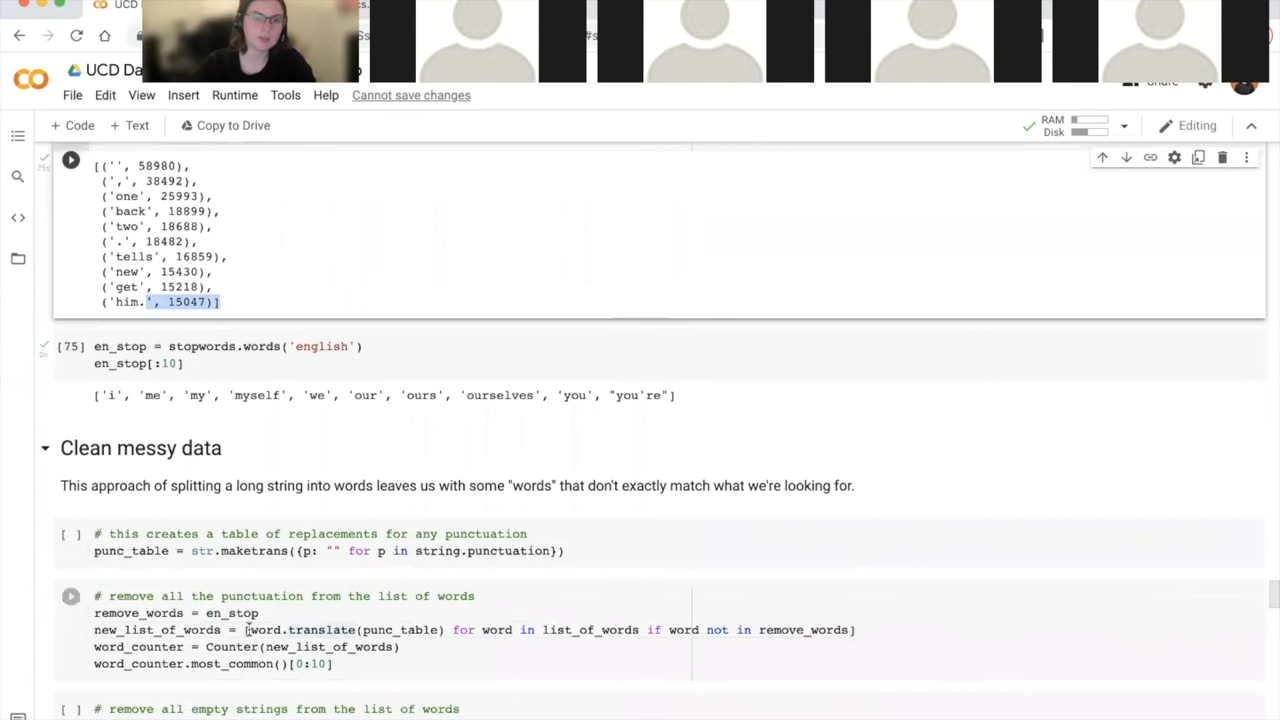 UCD Da
File Edit View Insert Runtime Tools Help Cannot save changes
+ Code + Text Copy to Drive
RAM
Disk
Editing
[('', 58980),
(',', 38492),
('one', 25993),
('back', 18899),
('two', 18688),
('.', 18482),
('tells', 16859),
('new', 15430),
('get', 15218),
('him.', 15047)]
[75] en_stop = stopwords.words('english')
en_stop[:10]
['i', 'me', 'my', 'myself', 'we', 'our', 'ours', 'ourselves', 'you', "you're"]
Clean messy data
This approach of splitting a long string into words leaves us with some "words" that don't exactly match what we're looking for.
[ ] # this creates a table of replacements for any punctuation
punc_table = str.maketrans({p: "" for p in string.punctuation})
# remove all the punctuation from the list of words
remove_words = en_stop
new_list_of_words = [word.translate(punc_table) for word in list_of_words if word not in remove_words]
word_counter = Counter(new_list_of_words)
word_counter.most_common()[0:10]
[ ] # remove all empty strings from the list of words